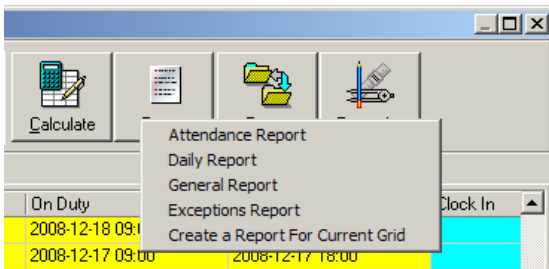 Calculate
Attendance Report
Daily Report
General Report
Exceptions Report
Create a Report For Current Grid
On Duty
Clock In
2008-12-18 09:
2008-12-17 09:00 2008-12-17 18:00